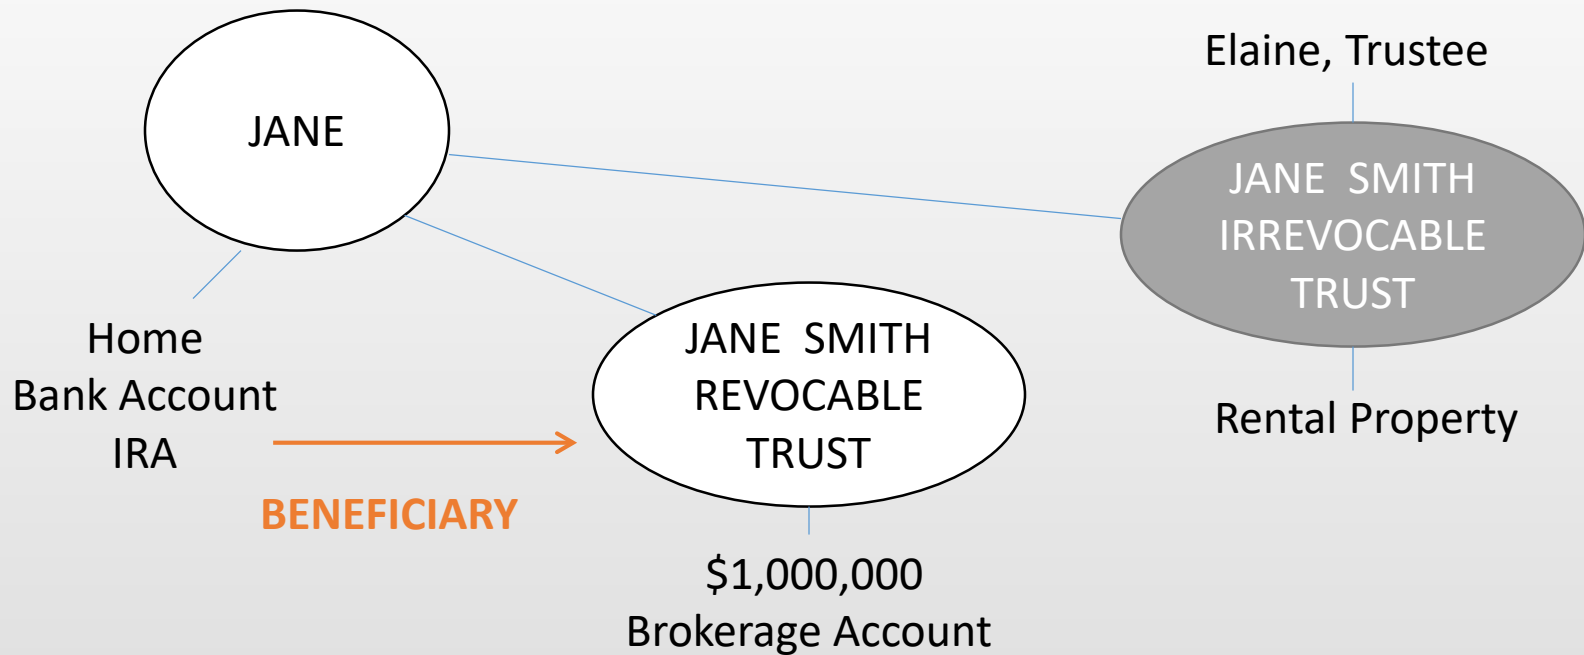 JANE
Home
Bank Account
IRA
BENEFICIARY
JANE SMITH
REVOCABLE
TRUST
$1,000,000
Brokerage Account
Elaine, Trustee
JANE SMITH
IRREVOCABLE
TRUST
Rental Property